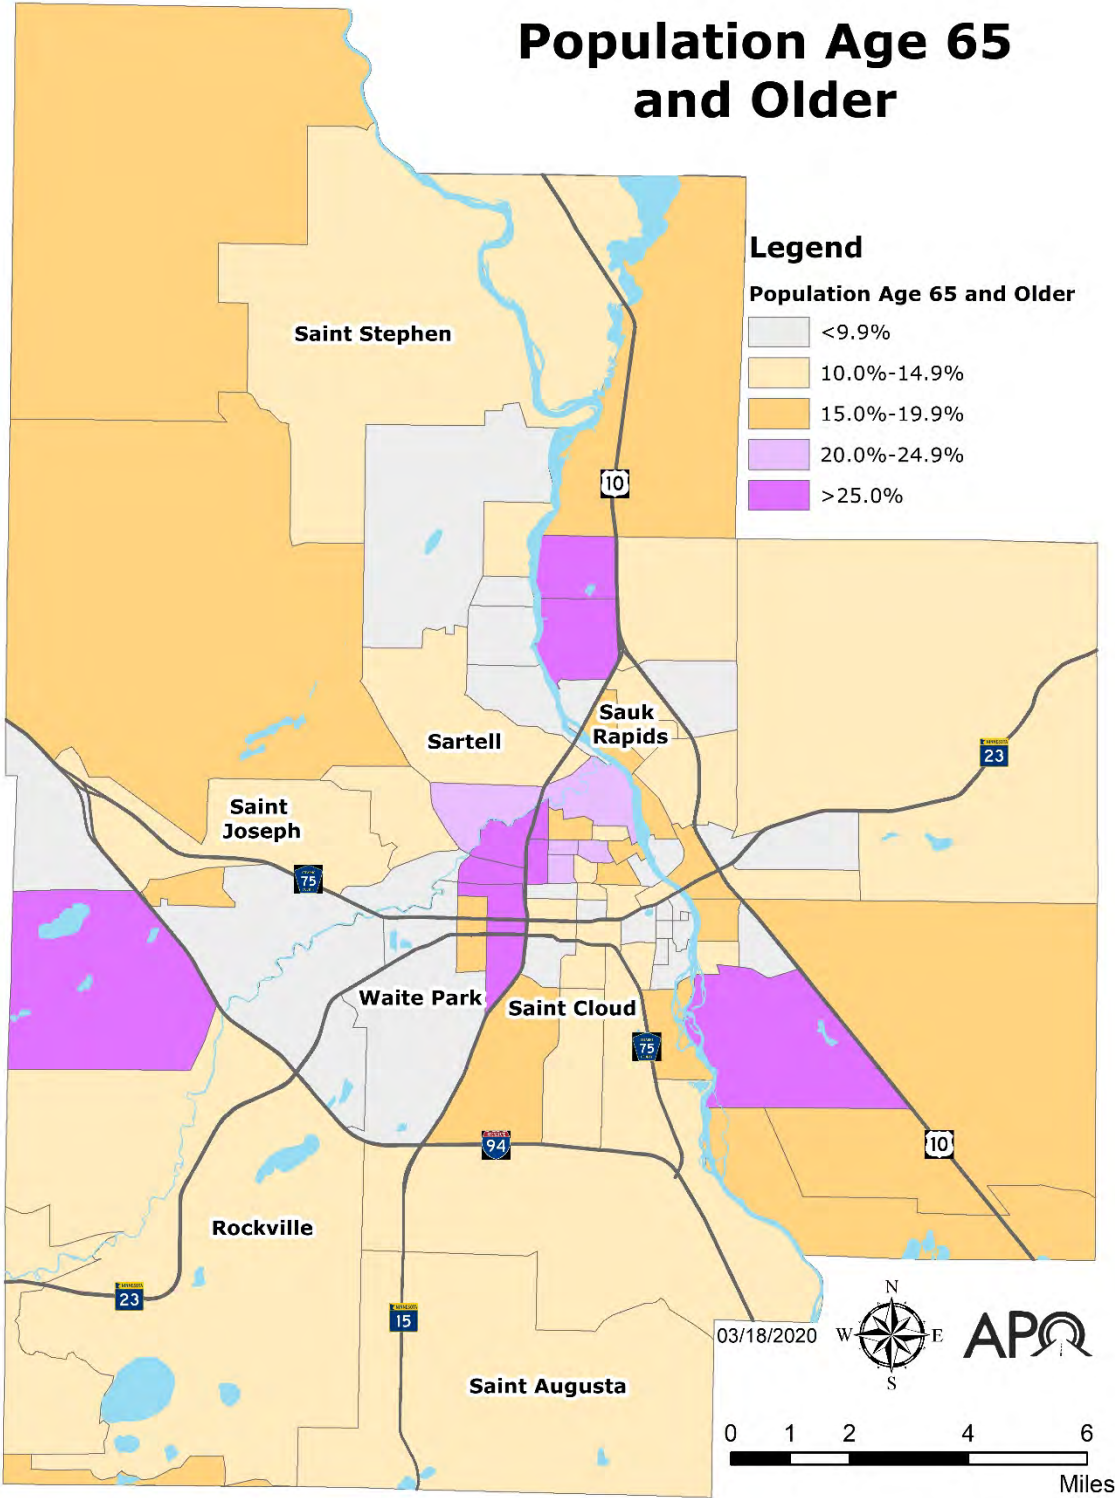 Population Age 65
and Older
Legend
Population Age 65 and Older
<9.9%
10.0%-14.9%
15.0%-19.9%
20.0%-24.9%
>25.0%
Saint Stephen
10
Sauk
Rapids
Sartell
MINNESOTA
23
Saint
Joseph
75
Waite Park
Saint Cloud
75
94
10
Rockville
MINNESOTA
23
MINNESOTA
15
Saint Augusta
03/18/2020
N
W
E
S
APO
0 1 2 4 6
Miles